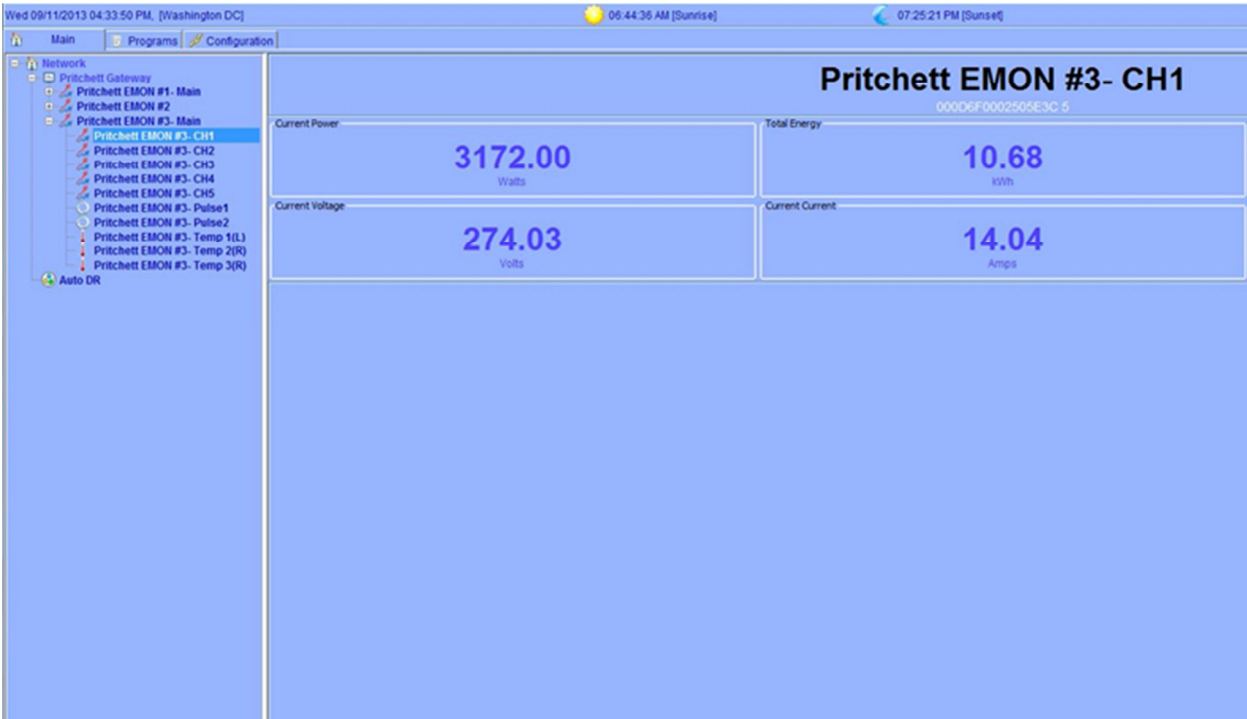 Wed 09/11/2013 04:33:50 PM, [Washington DC] 06:44:36 AM [Sunrise] 07:25:21 PM [Sunset]
Main Programs Configuration
Network
Pritchett Gateway
Pritchett EMON #1- Main
Pritchett EMON #2
Pritchett EMON #3- Main
Pritchett EMON #3- CH1
Pritchett EMON #3- CH2
Pritchett EMON #3- CH3
Pritchett EMON #3- CH4
Pritchett EMON #3- CH5
Pritchett EMON #3- Pulse1
Pritchett EMON #3- Pulse2
Pritchett EMON #3- Temp 1(L)
Pritchett EMON #3- Temp 2(R)
Pritchett EMON #3- Temp 3(R)
Auto DR
Pritchett EMON #3- CH1
000D6F0002505E3C 5
Current Power
3172.00
Watts
Total Energy
10.68
kWh
Current Voltage
274.03
Volts
Current Current
14.04
Amps